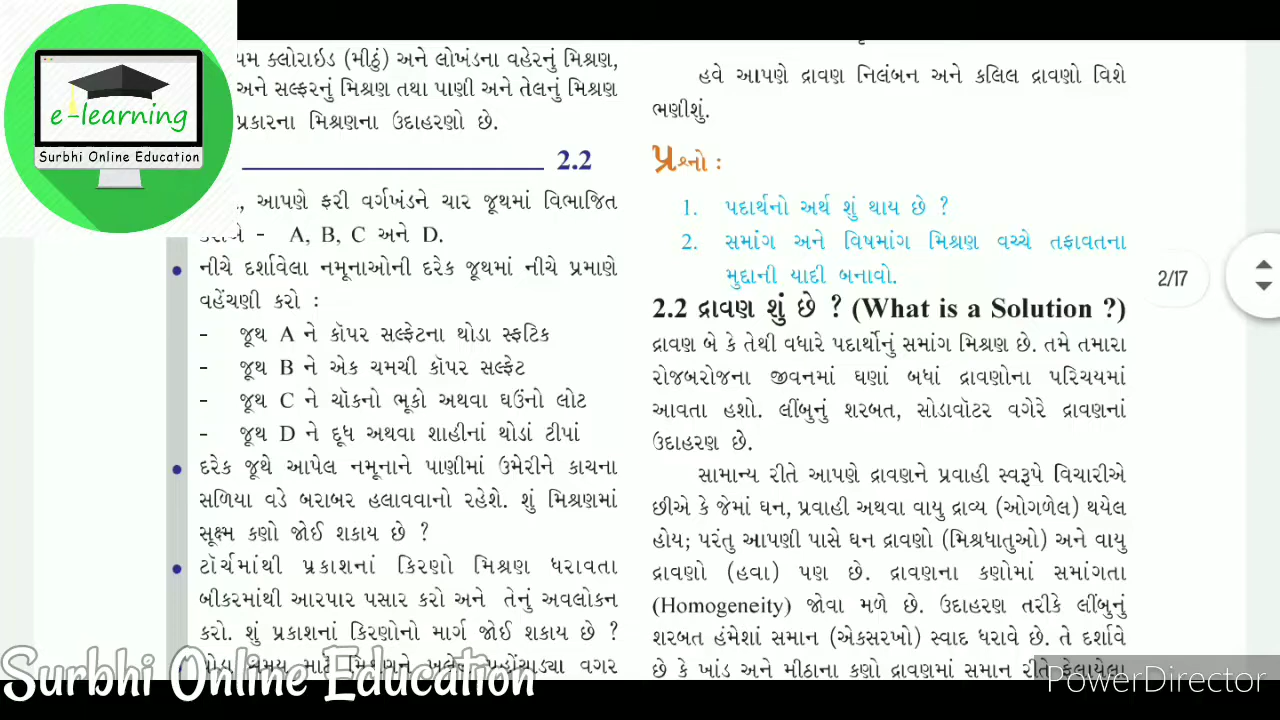 e-learning
Surbhi Online Education
ક્લોરાઇડ (મીઠું) અને લોખંડના વહેરનું મિશ્રણ,
અને સલ્ફરનું મિશ્રણ તથા પાણી અને તેલનું મિશ્રણ
પ્રકારના મિશ્રણના ઉદાહરણો છે.
2.2
આપણે ફરી વર્ગખંડને ચાર જૂથમાં વિભાજિત
– A, B, C અને D.
• નીચે દર્શાવેલા નમૂનાઓની દરેક જૂથમાં નીચે પ્રમાણે
વહેંચણી કરો :
- જૂથ A ને કૉપર સલ્ફેટના થોડા સ્ફટિક
- જૂથ B ને એક ચમચી કૉપર સલ્ફેટ
- જૂથ C ને ચૉકનો ભૂકો અથવા ઘઉંનો લોટ
- જૂથ D ને દૂધ અથવા શાહીનાં થોડાં ટીપાં
• દરેક જૂથે આપેલ નમૂનાને પાણીમાં ઉમેરીને કાચના
સળિયા વડે બરાબર હલાવવાનો રહેશે. શું મિશ્રણમાં
સૂક્ષ્મ કણો જોઈ શકાય છે ?
• ટૉર્ચમાંથી પ્રકાશનાં કિરણો મિશ્રણ ધરાવતા
બીકરમાંથી આરપાર પસાર કરો અને તેનું અવલોકન
કરો. શું પ્રકાશનાં કિરણોનો માર્ગ જોઈ શકાય છે ?
હવે આપણે દ્રાવણ નિલંબન અને કલિલ દ્રાવણો વિશે
ભણીશું.
પ્રશ્નો :
1. પદાર્થનો અર્થ શું થાય છે ?
2. સમાંગ અને વિષમાંગ મિશ્રણ વચ્ચે તફાવતના
મુદ્દાની યાદી બનાવો.
2.2 દ્રાવણ શું છે ? (What is a Solution ?)
દ્રાવણ બે કે તેથી વધારે પદાર્થોનું સમાંગ મિશ્રણ છે. તમે તમારા
રોજબરોજના જીવનમાં ઘણાં બધાં દ્રાવણોના પરિચયમાં
આવતા હશો. લીંબુનું શરબત, સોડાવૉટર વગેરે દ્રાવણનાં
ઉદાહરણ છે.
સામાન્ય રીતે આપણે દ્રાવણને પ્રવાહી સ્વરૂપે વિચારીએ
છીએ કે જેમાં ઘન, પ્રવાહી અથવા વાયુ દ્રાવ્ય (ઓગળેલ) થયેલ
હોય; પરંતુ આપણી પાસે ઘન દ્રાવણો (મિશ્રધાતુઓ) અને વાયુ
દ્રાવણો (હવા) પણ છે. દ્રાવણના કણોમાં સમાંગતા
(Homogeneity) જોવા મળે છે. ઉદાહરણ તરીકે લીંબુનું
શરબત હંમેશાં સમાન (એકસરખો) સ્વાદ ધરાવે છે. તે દર્શાવે
છે કે ખાંડ અને મીઠાના કણો દ્રાવણમાં સમાન રીતે ફેલાયેલા
2/17
Surbhi Online Education
PowerDirector